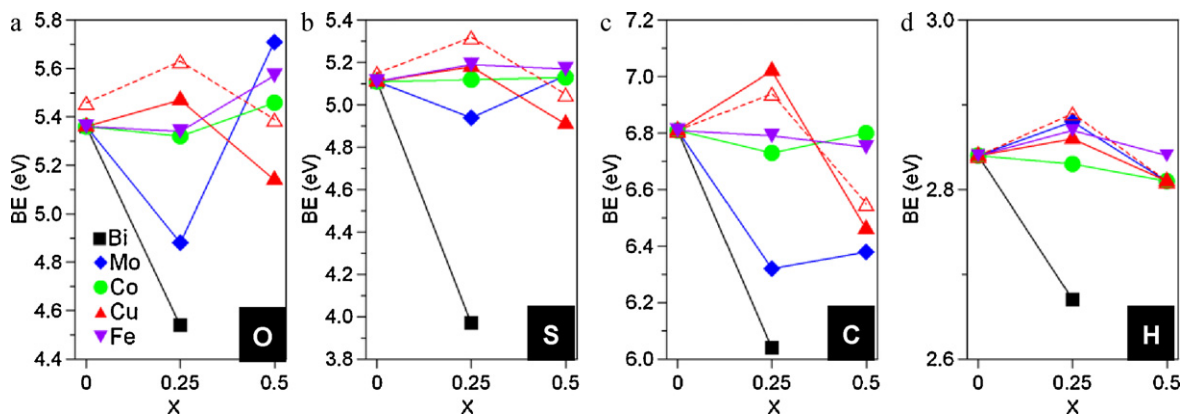 a
5.8
5.6
5.4
5.2
5.0
4.8
4.6
4.4
BE (eV)
Bi
Mo
Co
Cu
Fe
O
0
0.25
0.5
X
b
5.4
5.2
5.0
4.8
4.6
4.4
4.2
4.0
3.8
BE (eV)
S
0
0.25
0.5
X
c
7.2
7.0
6.8
6.6
6.4
6.2
6.0
BE (eV)
C
0
0.25
0.5
X
d
3.0
2.8
2.6
BE (eV)
H
0
0.25
0.5
X